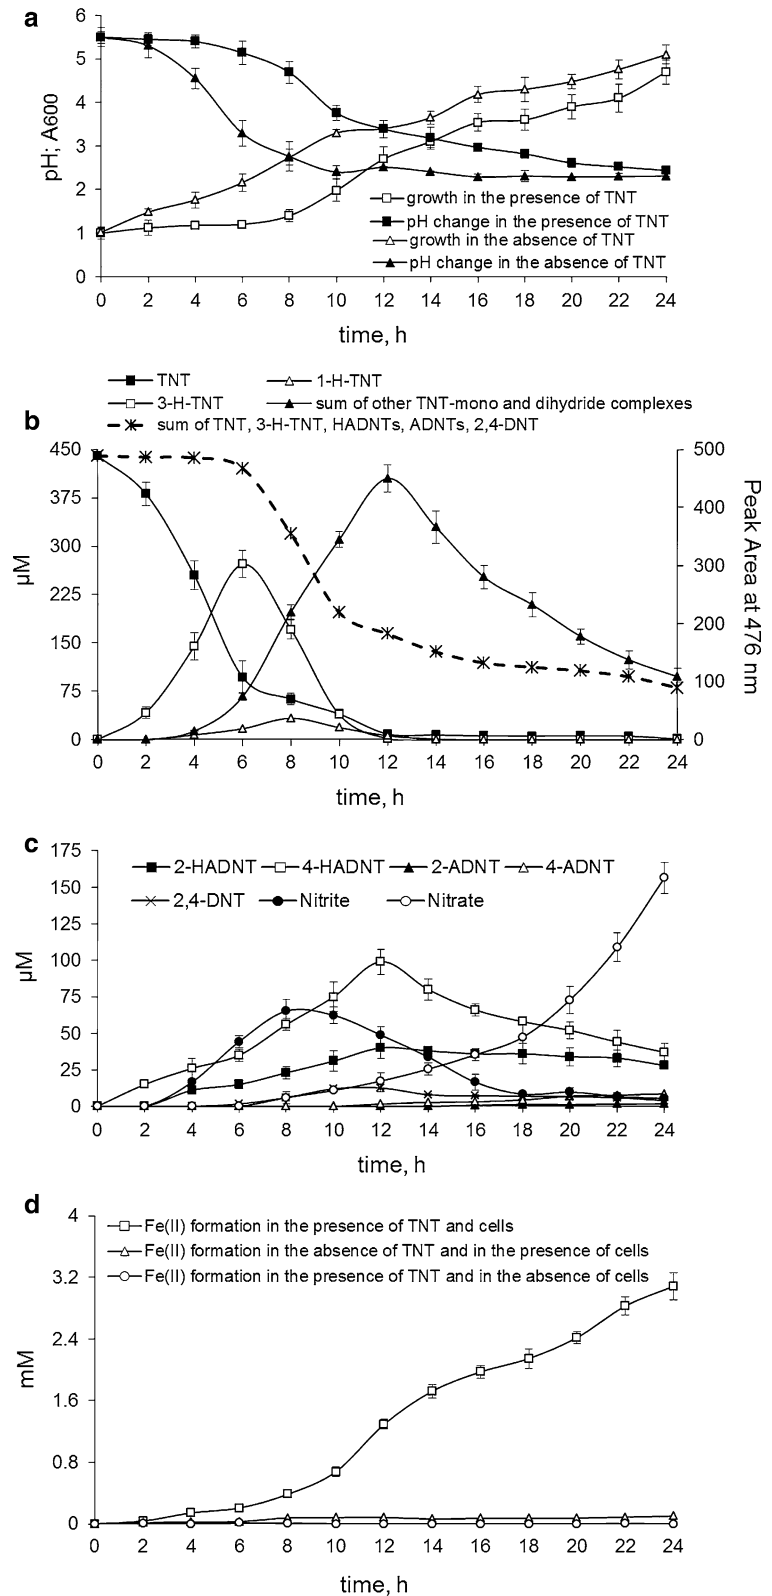 a
6
5
4
3
2
1
0
pH; A600
growth in the presence of TNT
pH change in the presence of TNT
growth in the absence of TNT
pH change in the absence of TNT
0 2 4 6 8 10 12 14 16 18 20 22 24
time, h
TNT 1-H-TNT
3-H-TNT sum of other TNT-mono and dihydride complexes
sum of TNT, 3-H-TNT, HADNTs, ADNTs, 2,4-DNT
b
450
375
300
225
150
75
0
µM
500
400
300
200
100
0
Peak Area at 476 nm
0 2 4 6 8 10 12 14 16 18 20 22 24
time, h
c
175
150
125
100
75
50
25
0
µM
2-HADNT 4-HADNT 2-ADNT 4-ADNT
2,4-DNT Nitrite Nitrate
0 2 4 6 8 10 12 14 16 18 20 22 24
time, h
d
4
3.2
2.4
1.6
0.8
0
mM
Fe(II) formation in the presence of TNT and cells
Fe(II) formation in the absence of TNT and in the presence of cells
Fe(II) formation in the presence of TNT and in the absence of cells
0 2 4 6 8 10 12 14 16 18 20 22 24
time, h